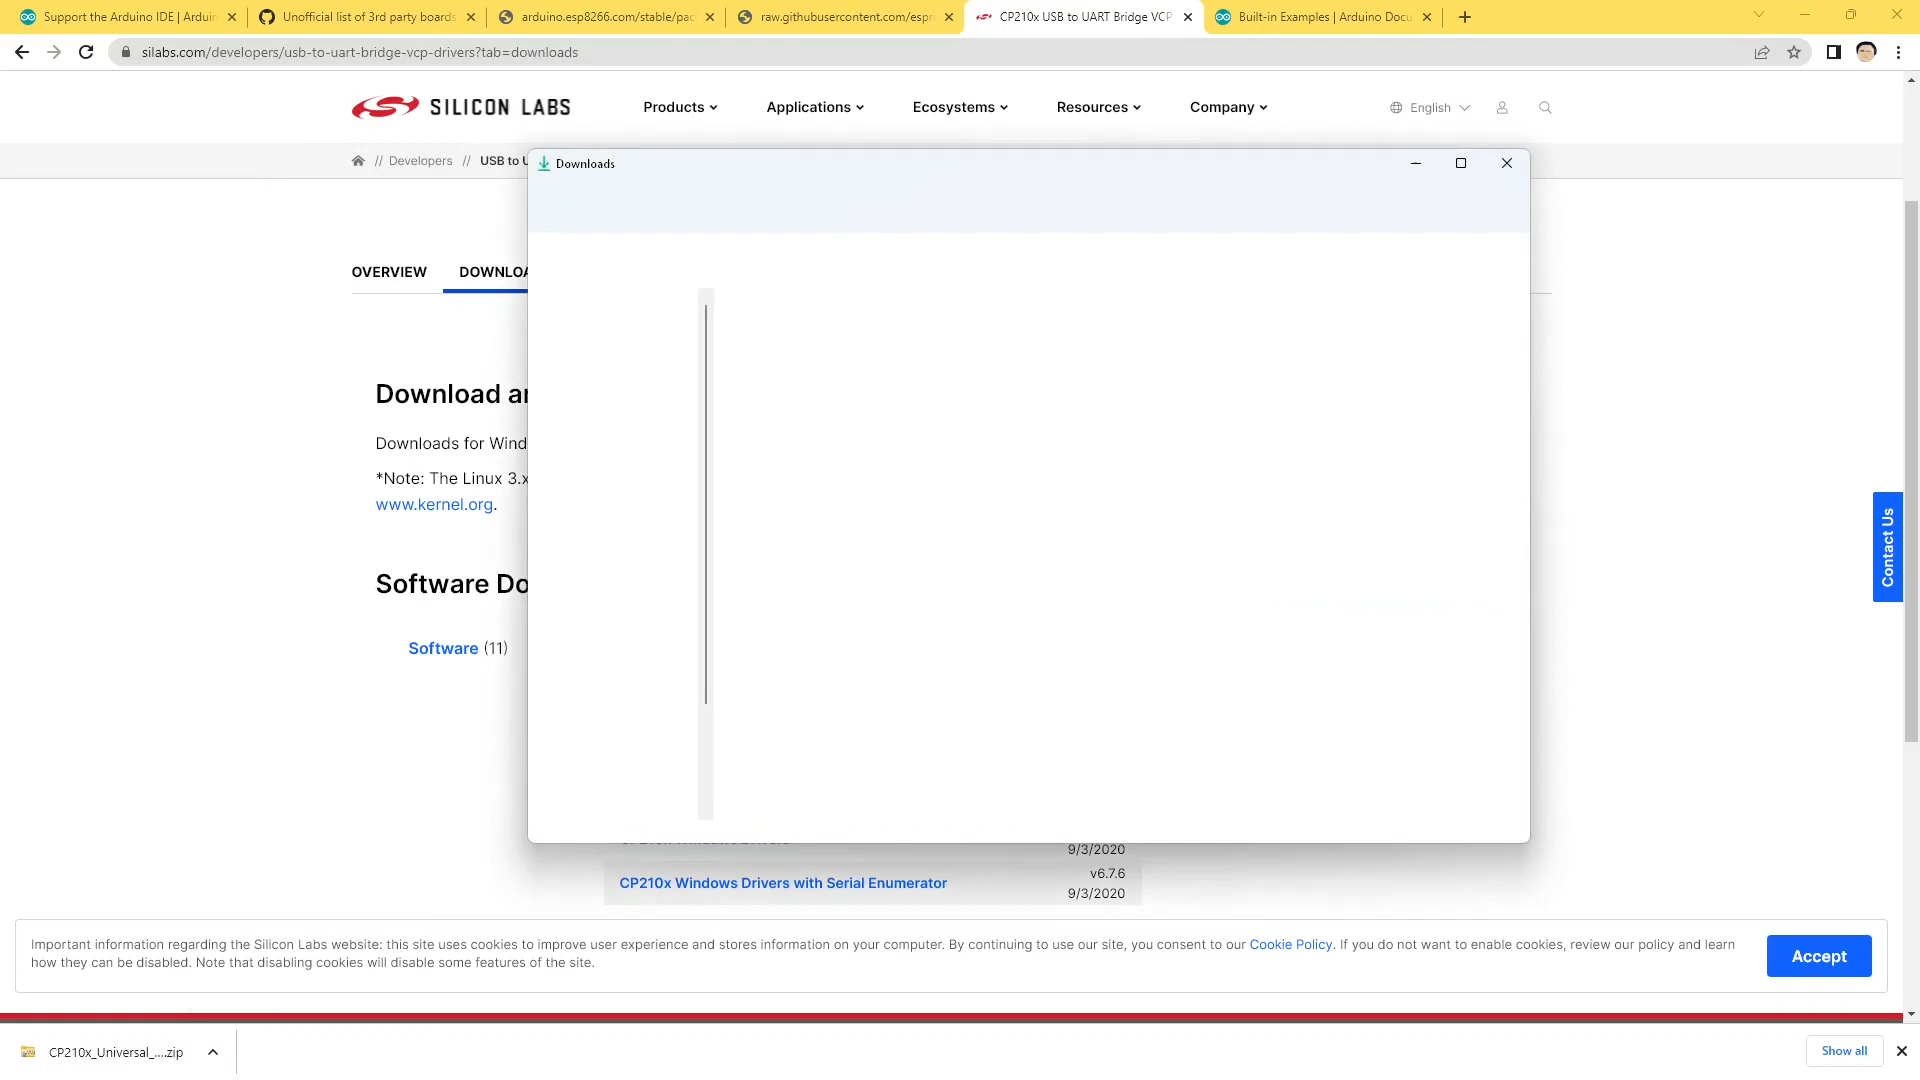 Support the Arduino IDE | Arduin
Unofficial list of 3rd party boards
arduino.esp8266.com/stable/pac
raw.githubusercontent.com/espr
CP210x USB to UART Bridge VCP
Built-in Examples | Arduino Docu
silabs.com/developers/usb-to-uart-bridge-vcp-drivers?tab=downloads
SILICON LABS
Products
Applications
Ecosystems
Resources
Company
English
// Developers // USB to U
Downloads
OVERVIEW
DOWNLOA
Download an
Downloads for Wind
*Note: The Linux 3.x
www.kernel.org.
Contact Us
Software Do
Software (11)
9/3/2020
CP210x Windows Drivers with Serial Enumerator
v6.7.6
9/3/2020
Important information regarding the Silicon Labs website: this site uses cookies to improve user experience and stores information on your computer. By continuing to use our site, you consent to our Cookie Policy. If you do not want to enable cookies, review our policy and learn
how they can be disabled. Note that disabling cookies will disable some features of the site.
Accept
CP210x_Universal_....zip
Show all